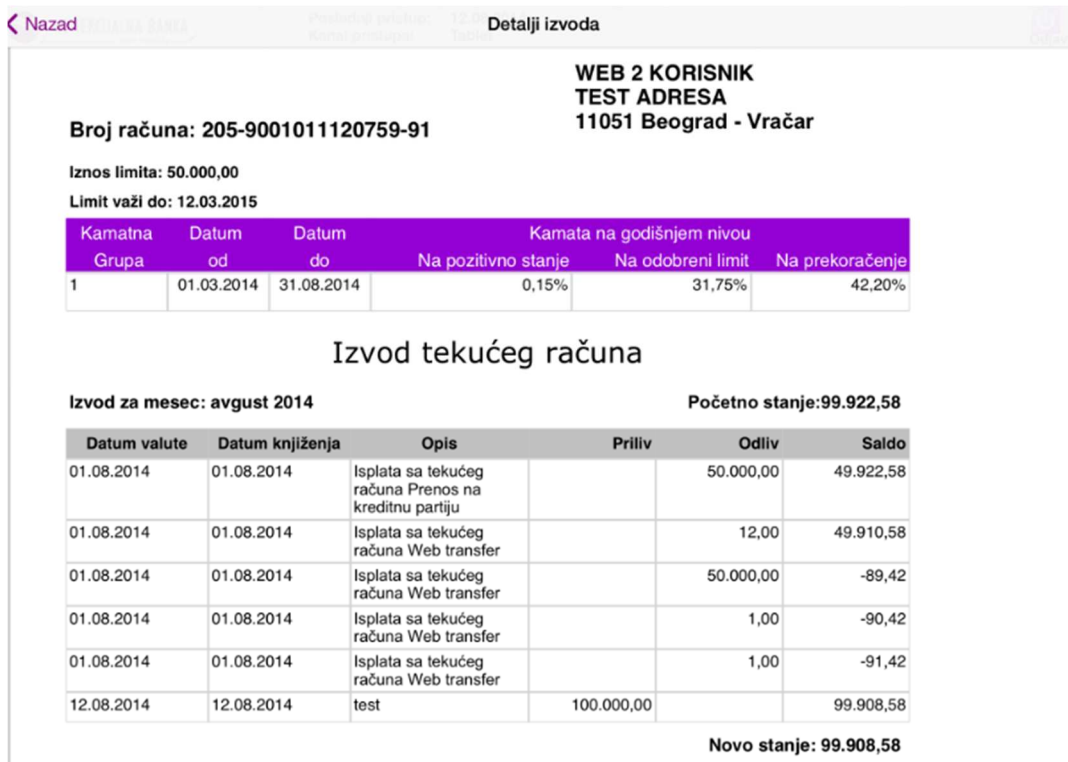 Nazad
Detalji izvoda
WEB 2 KORISNIK
TEST ADRESA
11051 Beograd - Vračar
Broj računa: 205-9001011120759-91
Iznos limita: 50.000,00
Limit važi do: 12.03.2015
Kamatna Datum Datum Kamata na godišnjem nivou
Grupa od do Na pozitivno stanje Na odobreni limit Na prekoračenje
1 01.03.2014 31.08.2014 0,15% 31,75% 42,20%
Izvod tekućeg računa
Izvod za mesec: avgust 2014 Početno stanje:99.922,58
Datum valute Datum knjiženja Opis Priliv Odliv Saldo
01.08.2014 01.08.2014 Isplata sa tekućeg 50.000,00 49.922,58
računa Prenos na
kreditnu partiju
01.08.2014 01.08.2014 Isplata sa tekućeg 12,00 49.910,58
računa Web transfer
01.08.2014 01.08.2014 Isplata sa tekućeg 50.000,00 -89,42
računa Web transfer
01.08.2014 01.08.2014 Isplata sa tekućeg 1,00 -90,42
računa Web transfer
01.08.2014 01.08.2014 Isplata sa tekućeg 1,00 -91,42
računa Web transfer
12.08.2014 12.08.2014 test 100.000,00 99.908,58
Novo stanje: 99.908,58